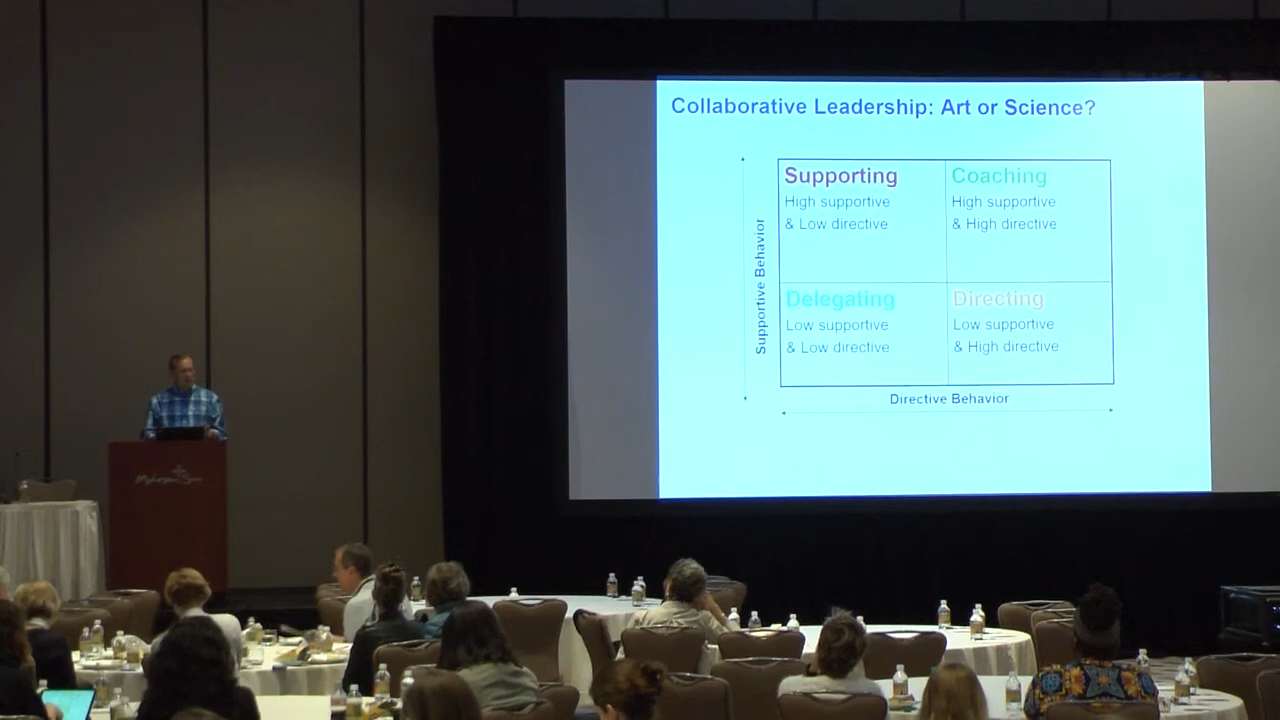 Collaborative Leadership: Art or Science?
Supporting
High supportive
& Low directive
Coaching
High supportive
& High directive
Delegating
Low supportive
& Low directive
Directing
Low supportive
& High directive
Supportive Behavior
Directive Behavior